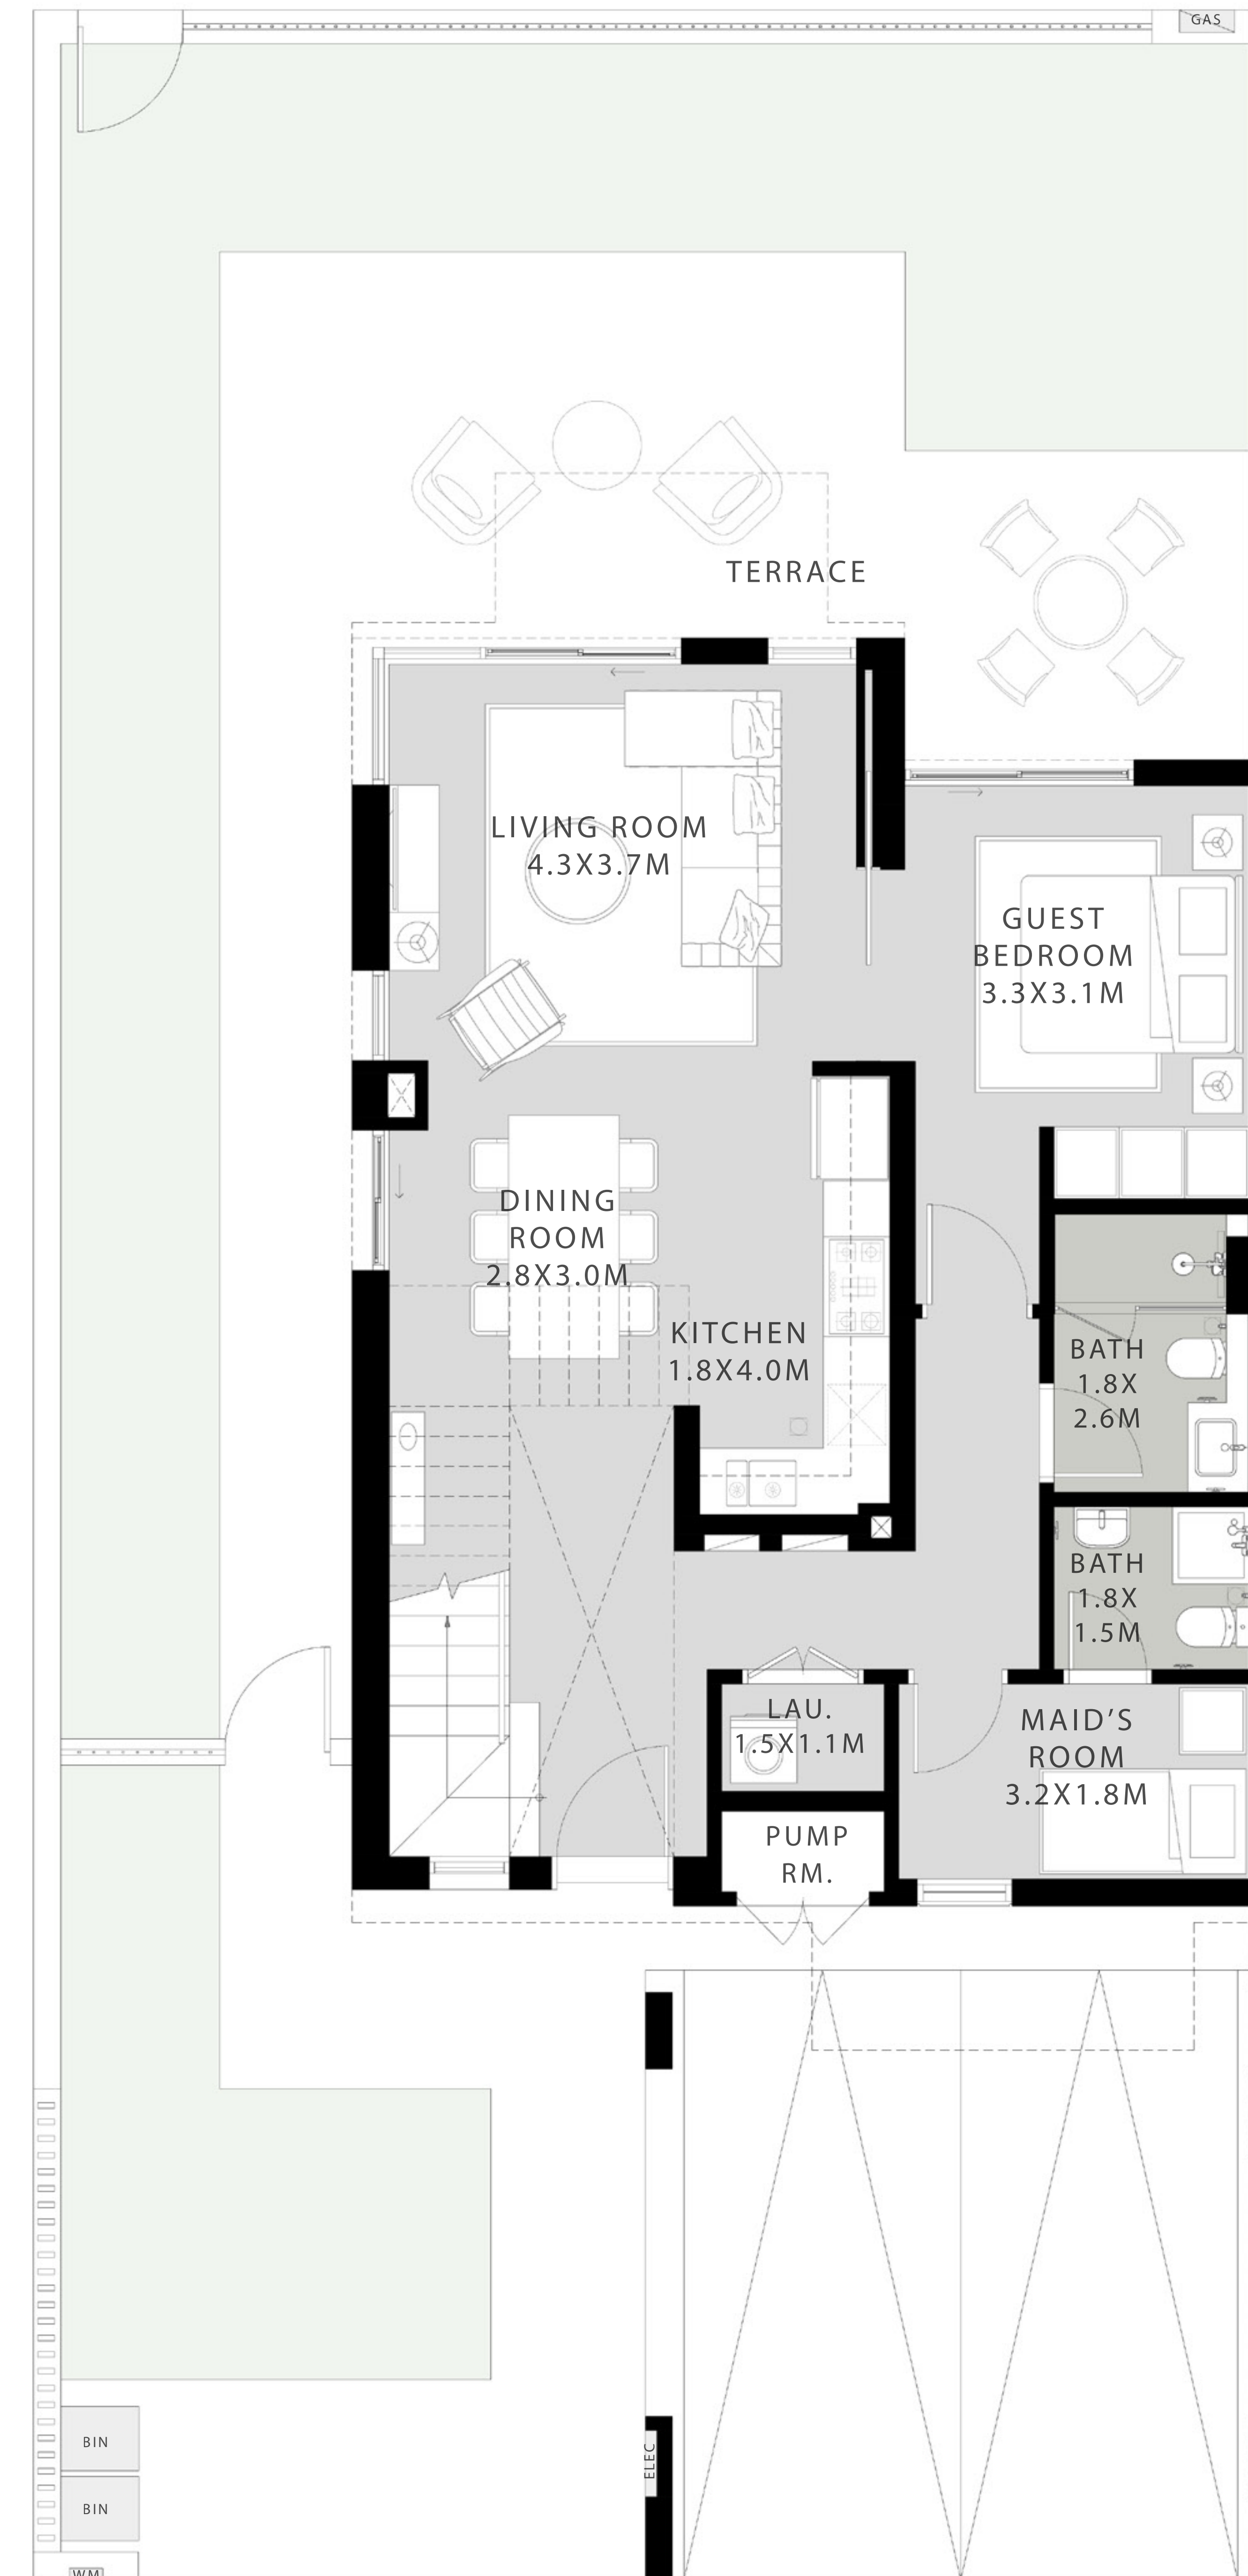 GAS
TERRACE
LIVING ROOM
4.3X3.7M
GUEST
BEDROOM
3.3X3.1M
DINING
ROOM
2.8X3.0M
KITCHEN
1.8X4.0M
BATH
1.8X
2.6M
BATH
1.8X
1.5M
LAU.
1.5X1.1M
MAID’S
ROOM
3.2X1.8M
PUMP
RM.
ELEC
BIN
BIN
WM